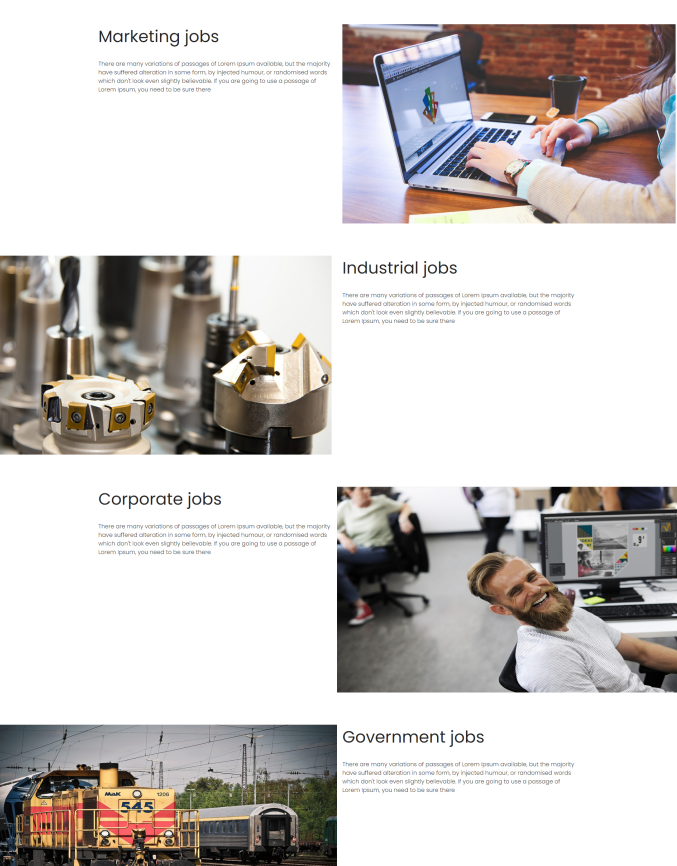 Marketing jobs
There are many variations of passages of Lorem Ipsum available, but the majority
have suffered alteration in some form, by injected humour, or randomised words
which don't look even slightly believable. If you are going to use a passage of
Lorem Ipsum, you need to be sure there
Industrial jobs
There are many variations of passages of Lorem Ipsum available, but the majority
have suffered alteration in some form, by injected humour, or randomised words
which don't look even slightly believable. If you are going to use a passage of
Lorem Ipsum, you need to be sure there
Corporate jobs
There are many variations of passages of Lorem Ipsum available, but the majority
have suffered alteration in some form, by injected humour, or randomised words
which don't look even slightly believable. If you are going to use a passage of
Lorem Ipsum, you need to be sure there
Government jobs
There are many variations of passages of Lorem Ipsum available, but the majority
have suffered alteration in some form, by injected humour, or randomised words
which don't look even slightly believable. If you are going to use a passage of
Lorem Ipsum, you need to be sure there
MaK 1206
545